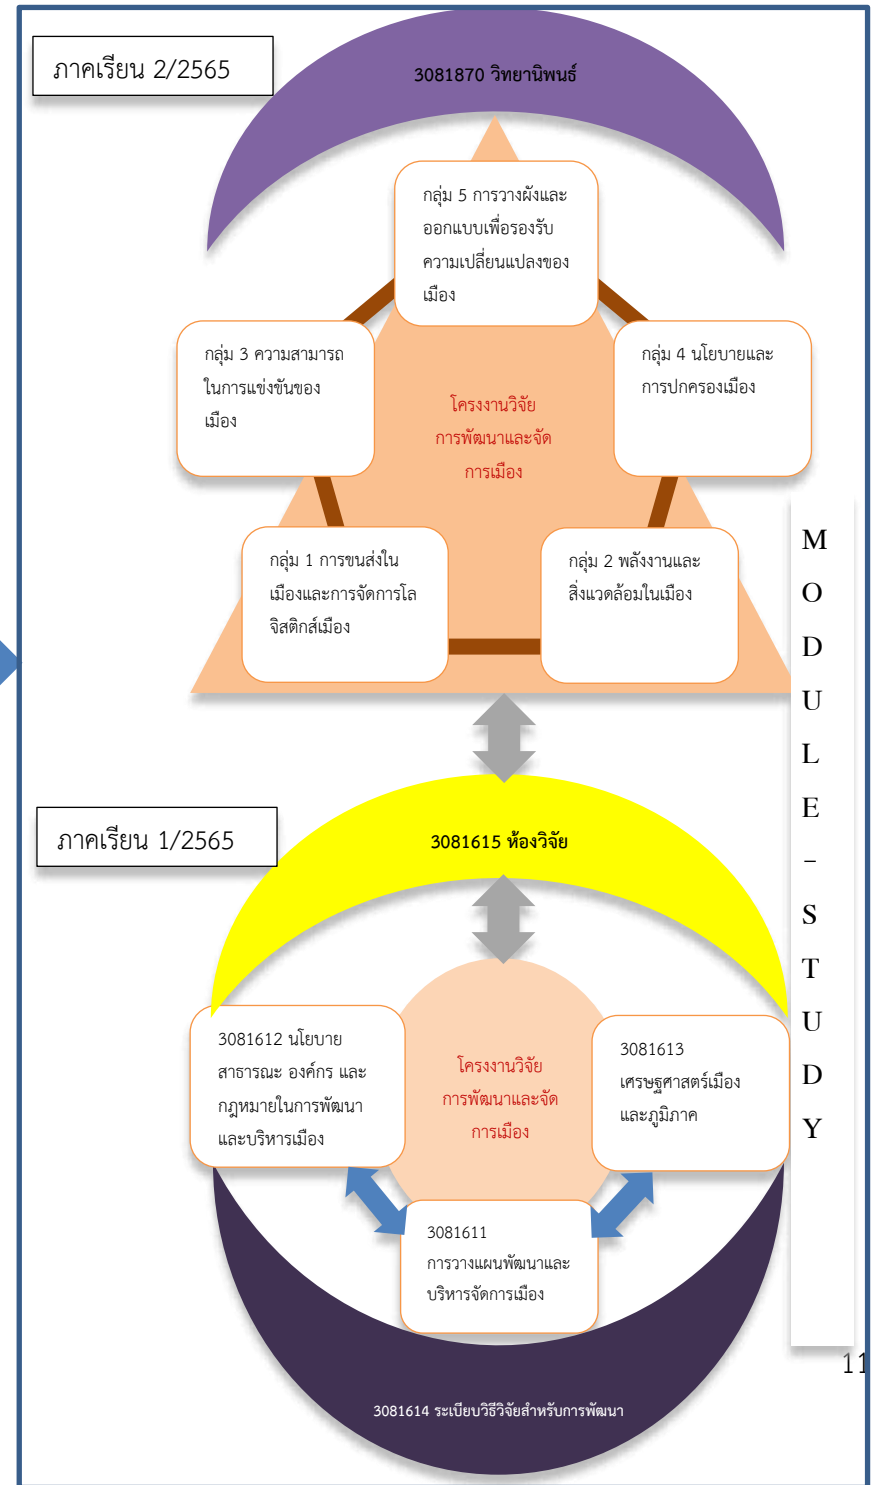 ภาคเรียน 2/2565
3081870 วิทยานิพนธ์
กลุ่ม 5 การวางผังและ
ออกแบบเพื่อรองรับ
ความเปลี่ยนแปลงของ
เมือง
กลุ่ม 3 ความสามารถ
ในการแข่งขันของ
เมือง
กลุ่ม 4 นโยบายและ
การปกครองเมือง
โครงงานวิจัย
การพัฒนาและจัด
การเมือง
กลุ่ม 1 การขนส่งใน
เมืองและการจัดการโล
จิสติกส์เมือง
กลุ่ม 2 พลังงานและ
สิ่งแวดล้อมในเมือง
M
O
D
U
L
E
–
S
T
U
D
Y
ภาคเรียน 1/2565
3081615 ห้องวิจัย
3081612 นโยบาย
สาธารณะ องค์กร และ
กฎหมายในการพัฒนา
และบริหารเมือง
โครงงานวิจัย
การพัฒนาและจัด
การเมือง
3081613
เศรษฐศาสตร์เมือง
และภูมิภาค
3081611
การวางแผนพัฒนาและ
บริหารจัดการเมือง
3081614 ระเบียบวิธีวิจัยสำหรับการพัฒนา
11